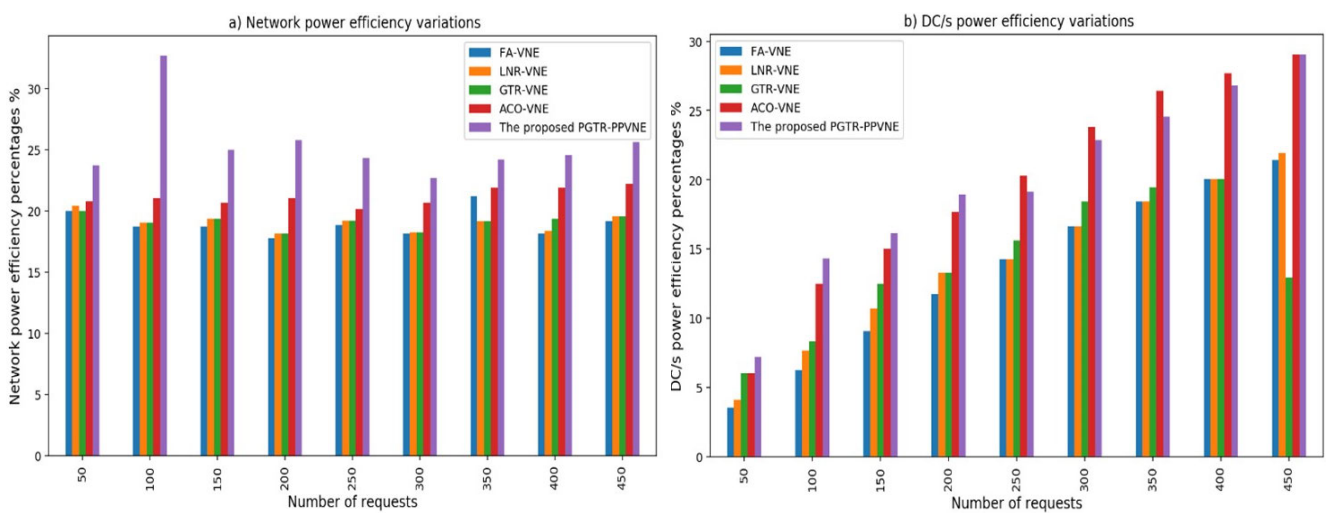 a) Network power efficiency variations
Network power efficiency percentages %
30
25
20
15
10
5
0
FA-VNE
LNR-VNE
GTR-VNE
ACO-VNE
The proposed PGTR-PPVNE
50
100
150
200
250
300
350
400
450
Number of requests
b) DC/s power efficiency variations
DC/s power efficiency percentages %
30
25
20
15
10
5
0
FA-VNE
LNR-VNE
GTR-VNE
ACO-VNE
The proposed PGTR-PPVNE
50
100
150
200
250
300
350
400
450
Number of requests